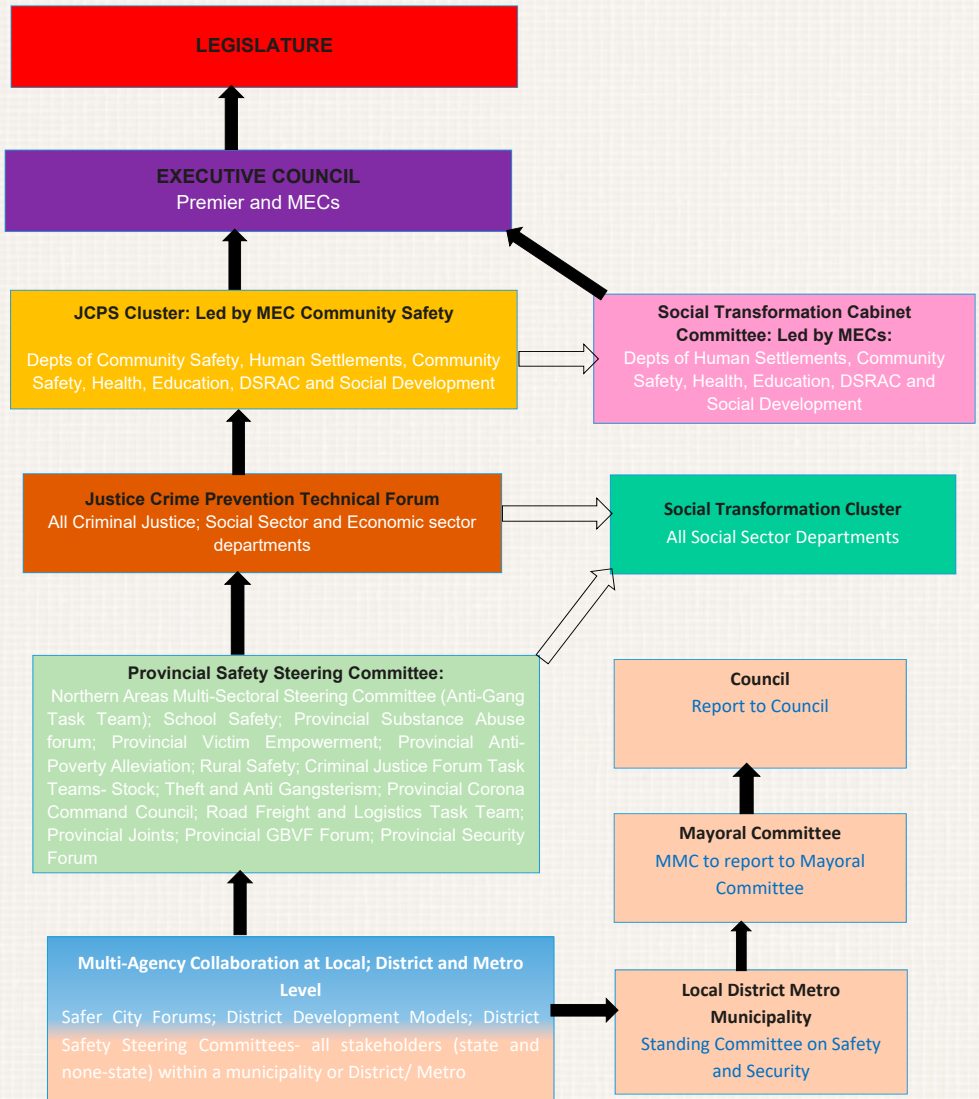 LEGISLATURE
EXECUTIVE COUNCIL
Premier and MECs
JCPS Cluster: Led by MEC Community Safety
Depts of Community Safety, Human Settlements, Community
Safety, Health, Education, DSRAC and Social Development
Social Transformation Cabinet
Committee: Led by MECs:
Depts of Human Settlements, Community
Safety, Health, Education, DSRAC and
Social Development
Justice Crime Prevention Technical Forum
All Criminal Justice; Social Sector and Economic sector
departments
Social Transformation Cluster
All Social Sector Departments
Provincial Safety Steering Committee:
Northern Areas Multi-Sectoral Steering Committee (Anti-Gang
Task Team); School Safety; Provincial Substance Abuse
forum; Provincial Victim Empowerment; Provincial Anti-
Poverty Alleviation; Rural Safety; Criminal Justice Forum Task
Teams- Stock; Theft and Anti Gangsterism; Provincial Corona
Command Council; Road Freight and Logistics Task Team;
Provincial Joints; Provincial GBVF Forum; Provincial Security
Forum
Council
Report to Council
Mayoral Committee
MMC to report to Mayoral
Committee
Multi-Agency Collaboration at Local; District and Metro
Level
Safer City Forums; District Development Models; District
Safety Steering Committees- all stakeholders (state and
none-state) within a municipality or District/ Metro
Local District Metro
Municipality
Standing Committee on Safety
and Security